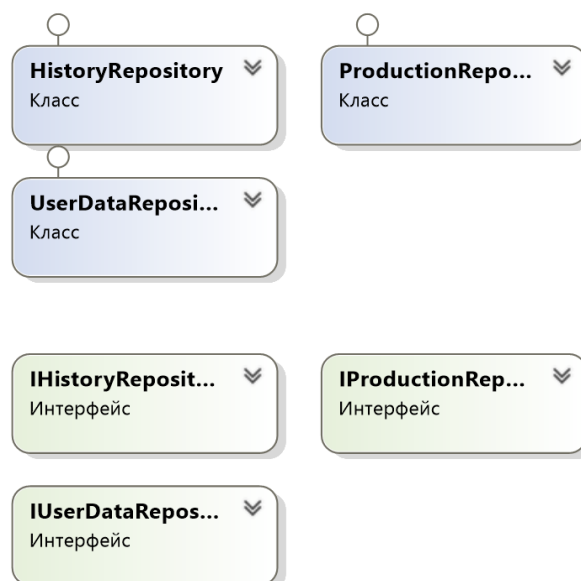 HistoryRepository
Класс
ProductionRepo...
Класс
UserDataReposi...
Класс
IHistoryReposit...
Интерфейс
IProductionRep...
Интерфейс
IUserDataRepos...
Интерфейс